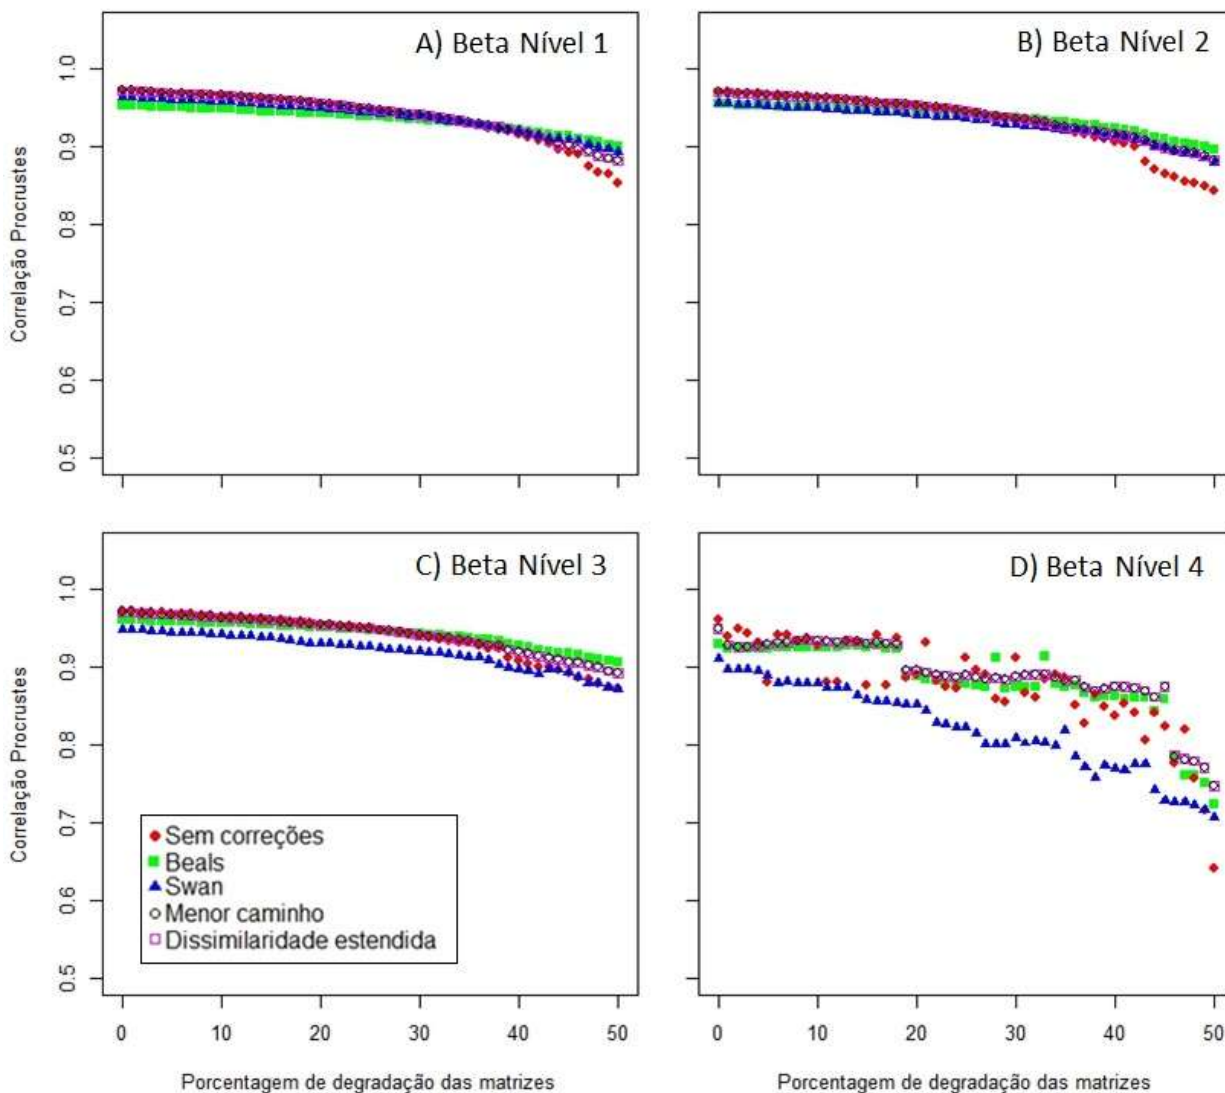 A) Beta Nível 1
B) Beta Nível 2
Correlação Procrustes
1.0
0.9
0.8
0.7
0.6
0.5
C) Beta Nível 3
D) Beta Nível 4
Correlação Procrustes
1.0
0.9
0.8
0.7
0.6
0.5
Sem correções
Beals
Swan
Menor caminho
Dissimilaridade estendida
0 10 20 30 40 50
0 10 20 30 40 50
Porcentagem de degradação das matrizes
Porcentagem de degradação das matrizes